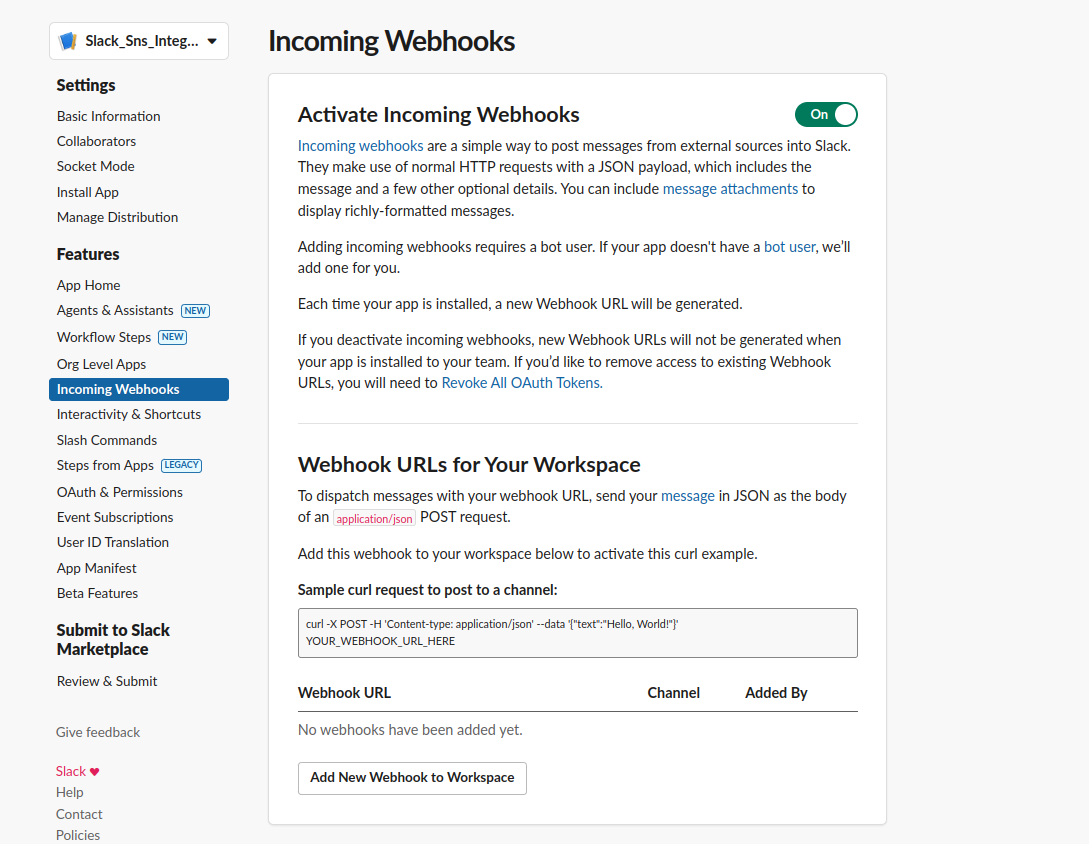 Slack_Sns_Integ...
Settings
Basic Information
Collaborators
Socket Mode
Install App
Manage Distribution
Features
App Home
Agents & Assistants NEW
Workflow Steps NEW
Org Level Apps
Incoming Webhooks
Interactivity & Shortcuts
Slash Commands
Steps from Apps LEGACY
OAuth & Permissions
Event Subscriptions
User ID Translation
App Manifest
Beta Features
Submit to Slack
Marketplace
Review & Submit
Give feedback
Slack ♥
Help
Contact
Policies
Incoming Webhooks
Activate Incoming Webhooks
On
Incoming webhooks are a simple way to post messages from external sources into Slack.
They make use of normal HTTP requests with a JSON payload, which includes the
message and a few other optional details. You can include message attachments to
display richly-formatted messages.
Adding incoming webhooks requires a bot user. If your app doesn't have a bot user, we’ll
add one for you.
Each time your app is installed, a new Webhook URL will be generated.
If you deactivate incoming webhooks, new Webhook URLs will not be generated when
your app is installed to your team. If you’d like to remove access to existing Webhook
URLs, you will need to Revoke All OAuth Tokens.
Webhook URLs for Your Workspace
To dispatch messages with your webhook URL, send your message in JSON as the body
of an application/json POST request.
Add this webhook to your workspace below to activate this curl example.
Sample curl request to post to a channel:
curl -X POST -H 'Content-type: application/json' --data '{"text":"Hello, World!"}'
YOUR_WEBHOOK_URL_HERE
Webhook URL Channel Added By
No webhooks have been added yet.
Add New Webhook to Workspace